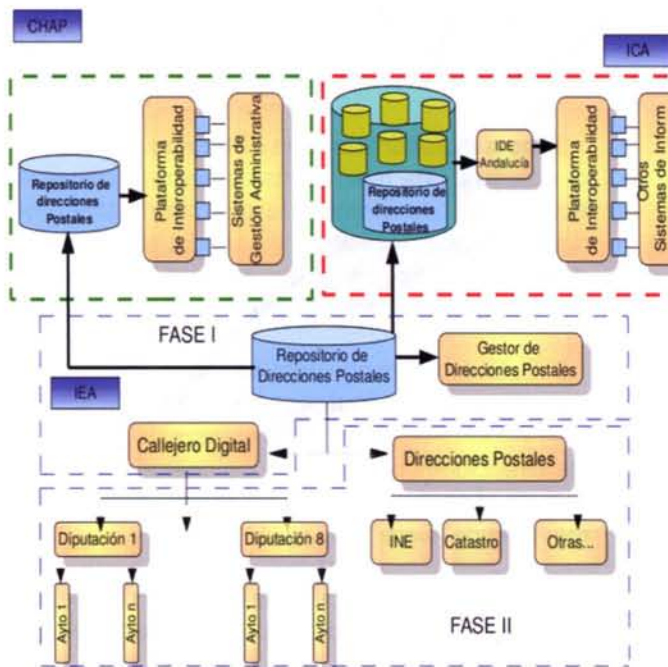 CHAP
ICA
Repositorio de
direcciones
Postales
Plataforma
de Interoperabilidad
Sistemas de
Gestión Administrativa
Repositorio de
direcciones
Postales
IDE
Andalucía
Plataforma
de Interoperabilidad
Otros
Sistemas de Inform
FASE I
Repositorio de
Direcciones Postales
Gestor de
Direcciones Postales
IEA
Callejero Digital
Direcciones Postales
Diputación 1
Diputación 8
INE
Catastro
Otras...
Ayto 1
Ayto n
Ayto 1
Ayto n
FASE II